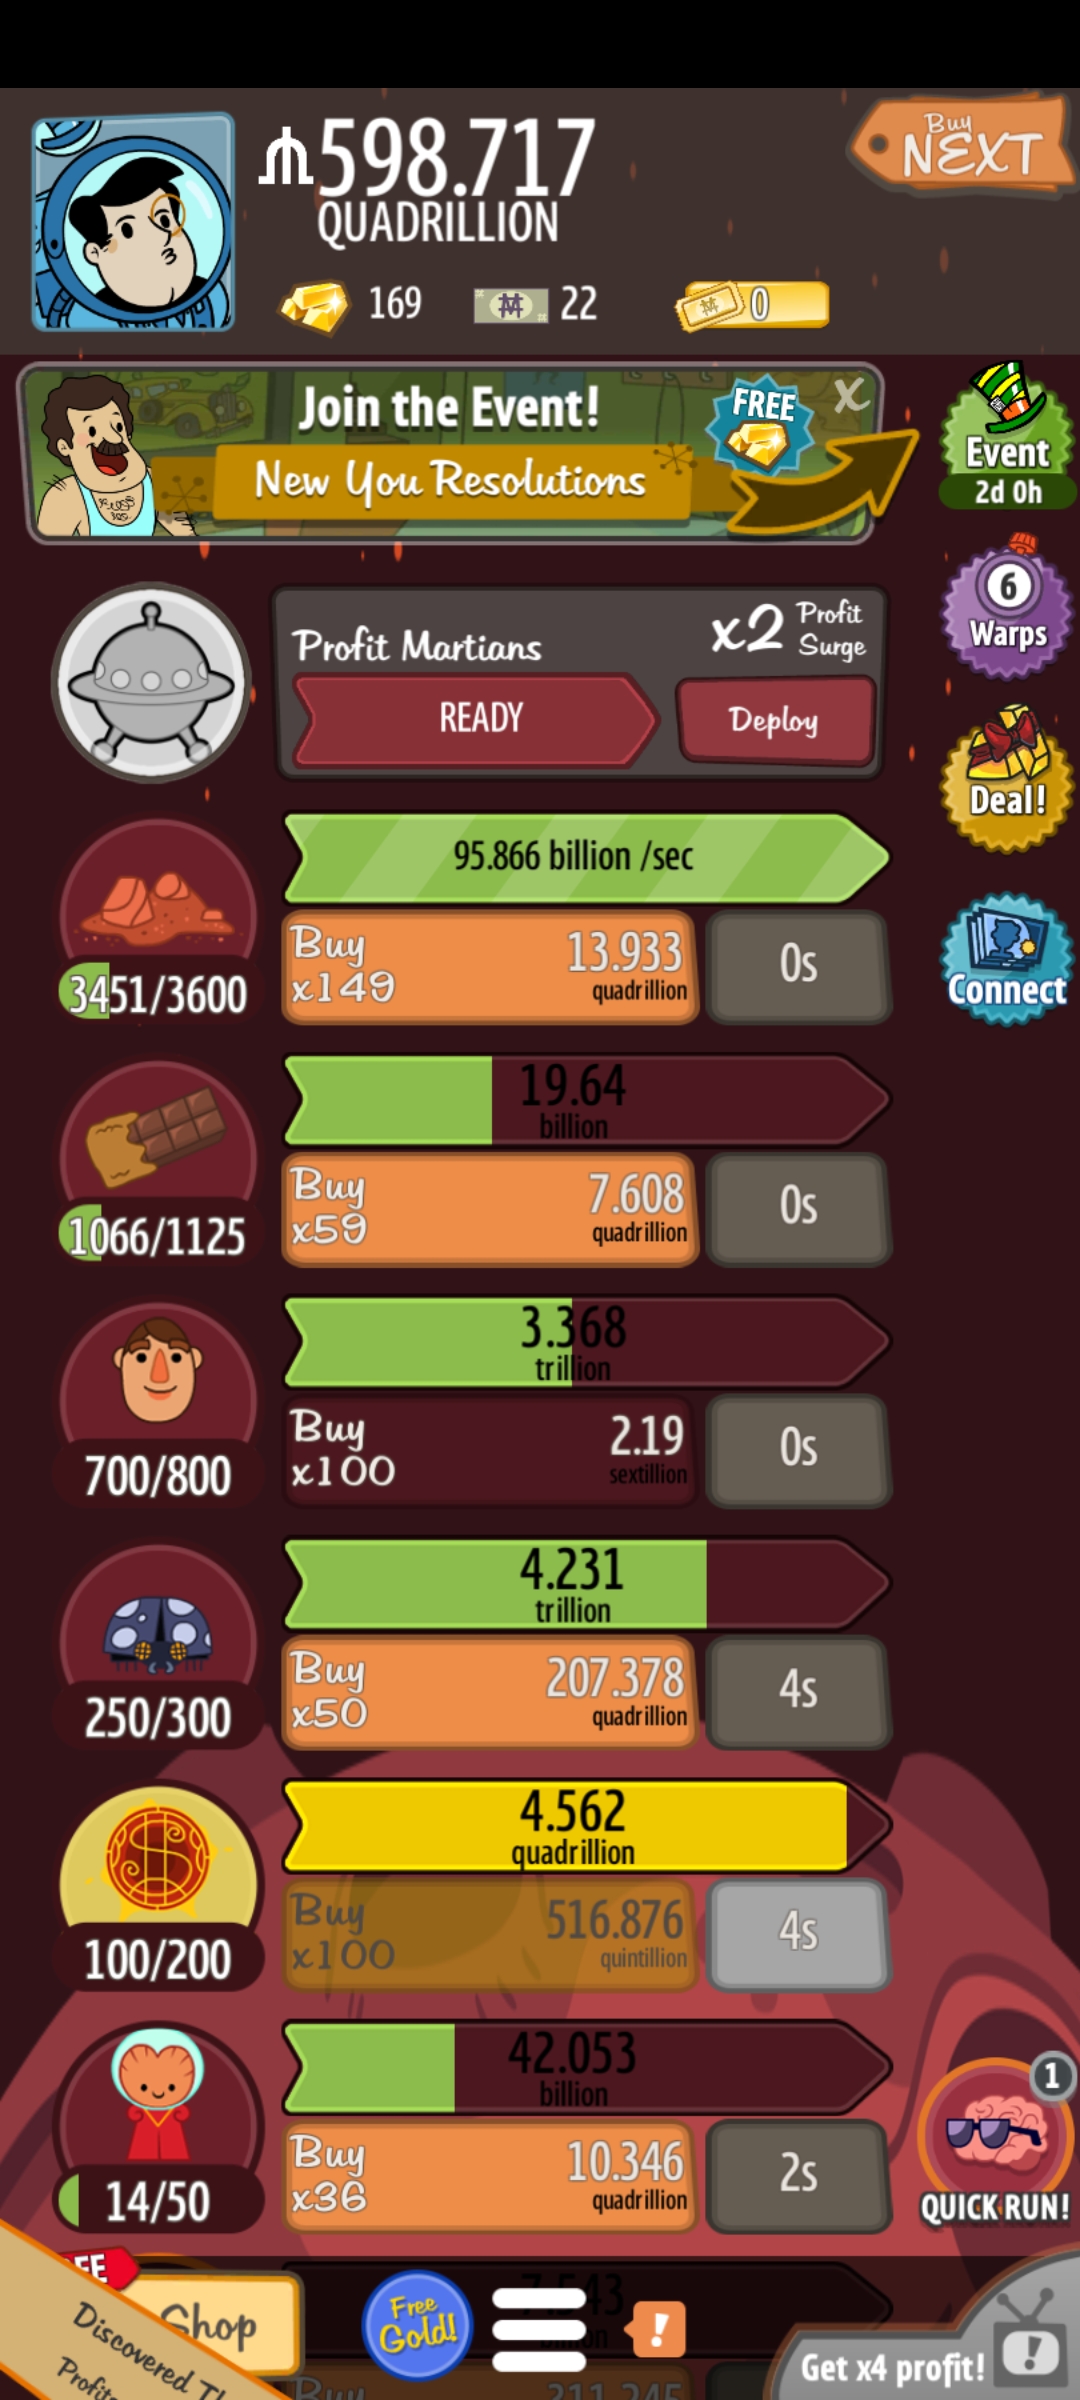 598.717
QUADRILLION
Buy
NEXT
169
22
0
Join the Event!
New You Resolutions
FREE
X
Event
2d 0h
6
Warps
Deal!
Connect
Profit Martians
x2 Profit Surge
READY
Deploy
95.866 billion /sec
Buy x149
13.933
quadrillion
0s
3451/3600
19.64
billion
Buy x59
7.608
quadrillion
0s
1066/1125
3.368
trillion
Buy x100
2.19
sextillion
0s
700/800
4.231
trillion
Buy x50
207.378
quadrillion
4s
250/300
4.562
quadrillion
Buy x100
516.876
quintillion
4s
100/200
42.053
billion
Buy x36
10.346
quadrillion
2s
14/50
1
QUICK RUN!
Shop
Discovered
Free Gold!
!
Get x4 profit!
!
Buy
311.245